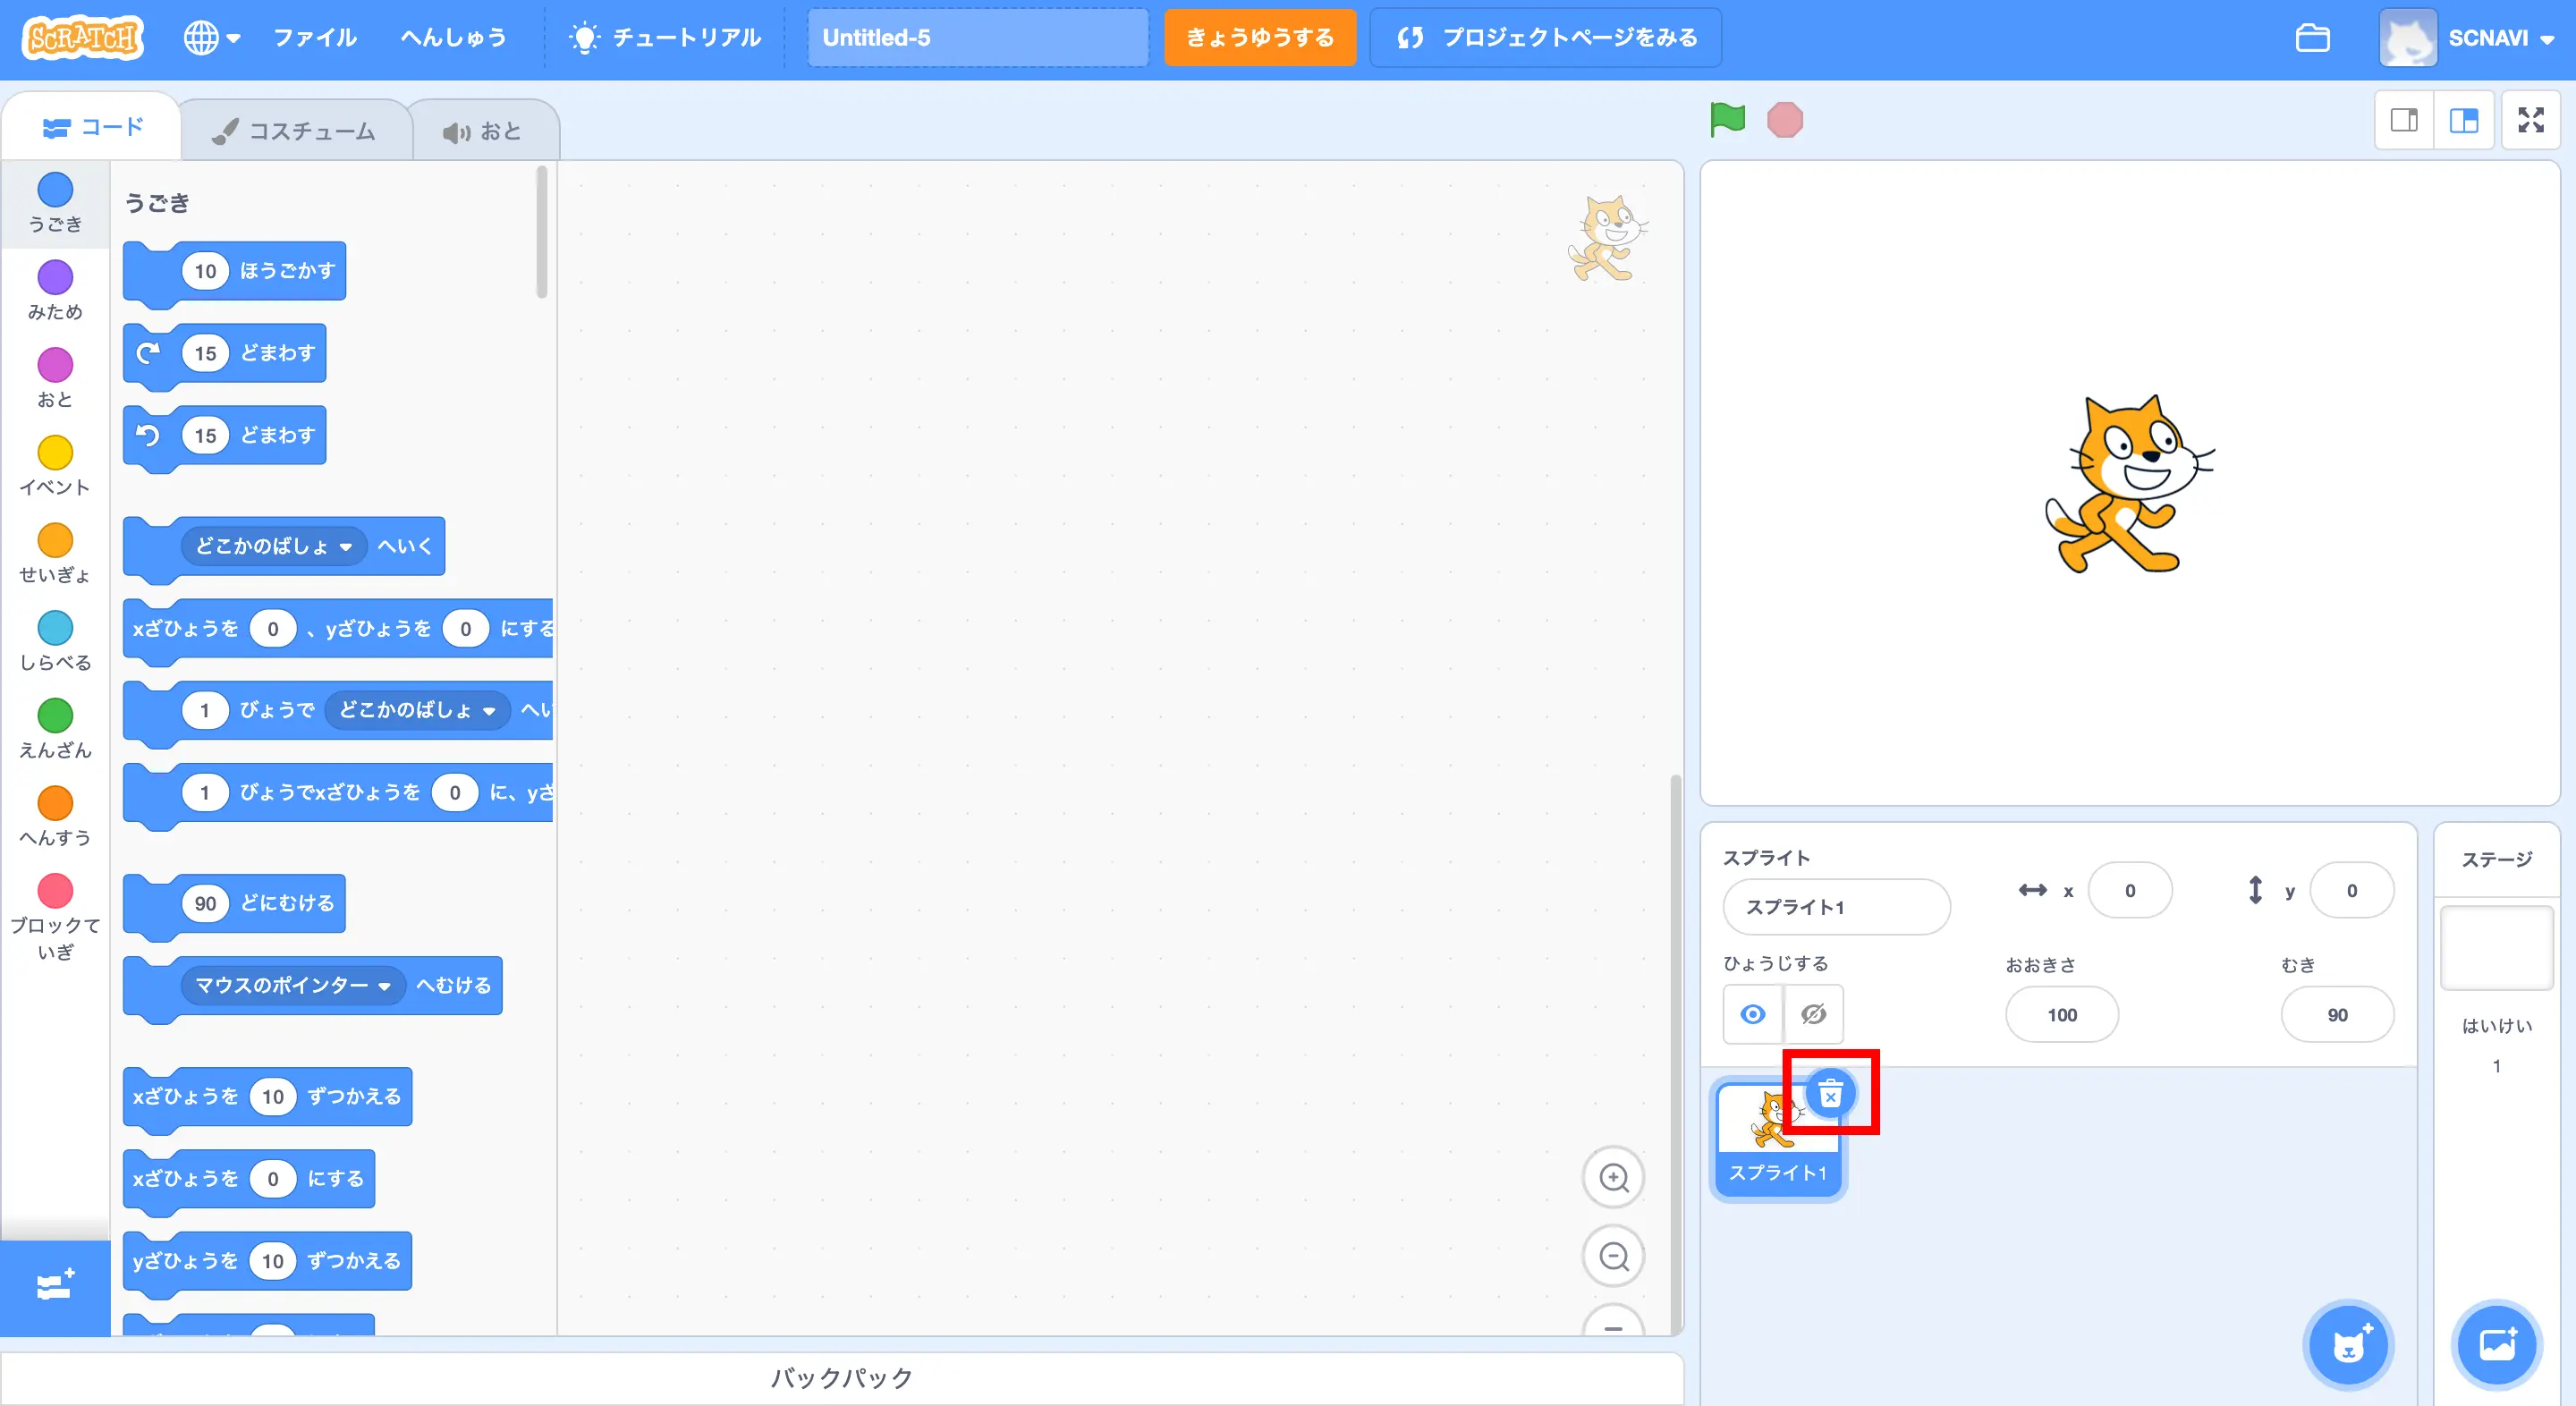 SCRATCH ファイル へんしゅう チュートリアル Untitled-5 きょうゆうする プロジェクトページをみる SCNAVI
コード コスチューム おと
うごき
みため
おと
イベント
せいぎょ
しらべる
えんざん
へんすう
ブロックて
いぎ
うごき
10 ほうごかす
15 どまわす
15 どまわす
どこかのばしょ へいく
xざひょうを 0 、yざひょうを 0 にする
1 びょうで どこかのばしょ へい
1 びょうでxざひょうを 0 に、yざ
90 どにむける
マウスのポインター へむける
xざひょうを 10 ずつかえる
xざひょうを 0 にする
yざひょうを 10 ずつかえる
バックパック
スプライト
スプライト1 x 0 y 0
ひょうじする おおきさ むき
100 90
スプライト1
ステージ
はいけい
1